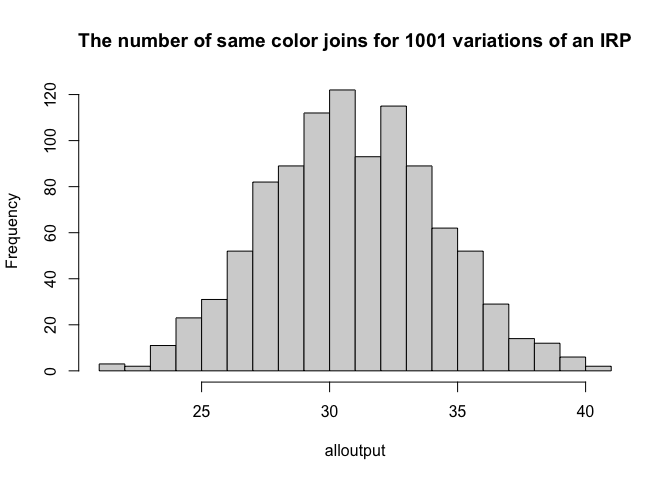 The number of same color joins for 1001 variations of an IRP
Frequency
120
100
80
60
40
20
0
25 30 35 40
alloutput